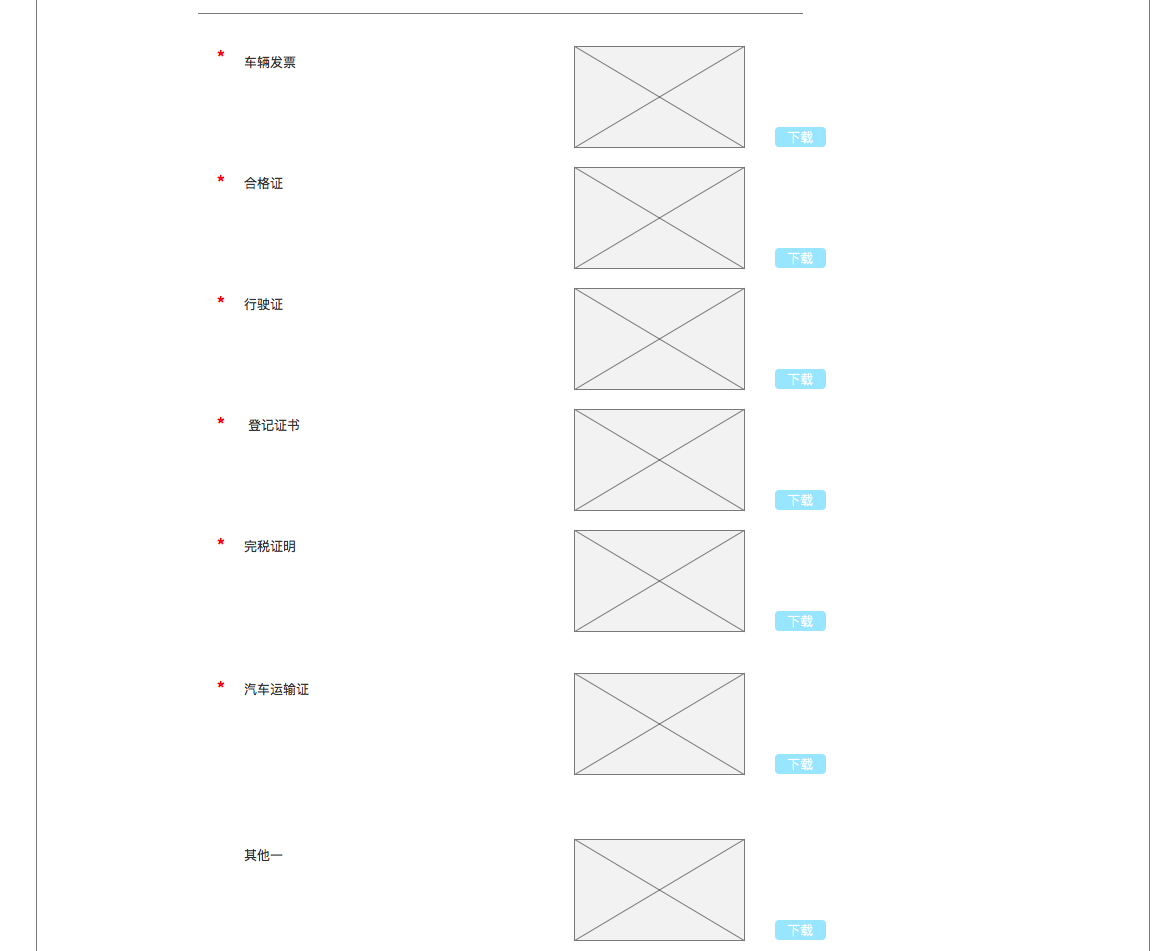 * 车辆发票
下载
* 合格证
下载
* 行驶证
下载
* 登记证书
下载
* 完税证明
下载
* 汽车运输证
下载
其他一
下载